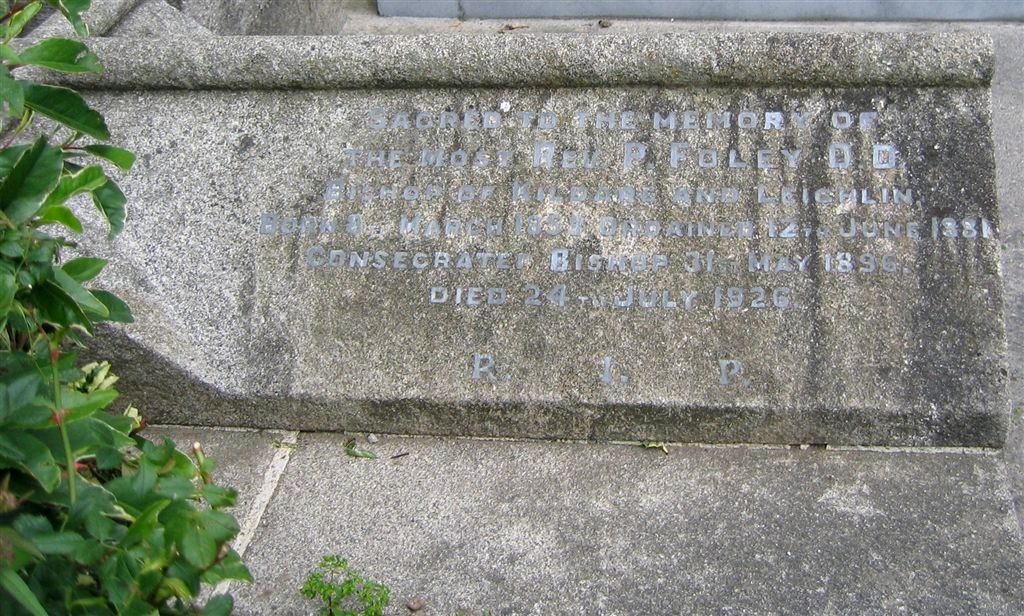 SACRED TO THE MEMORY OF
THE MOST REV. P. FOLEY D.D.
BISHOP OF KILDARE AND LEIGHLIN,
BORN 8TH MARCH 1858 ORDAINED 12TH JUNE 1881
CONSECRATED BISHOP 31ST MAY 1896.
DIED 24TH JULY 1926.
R. I. P.